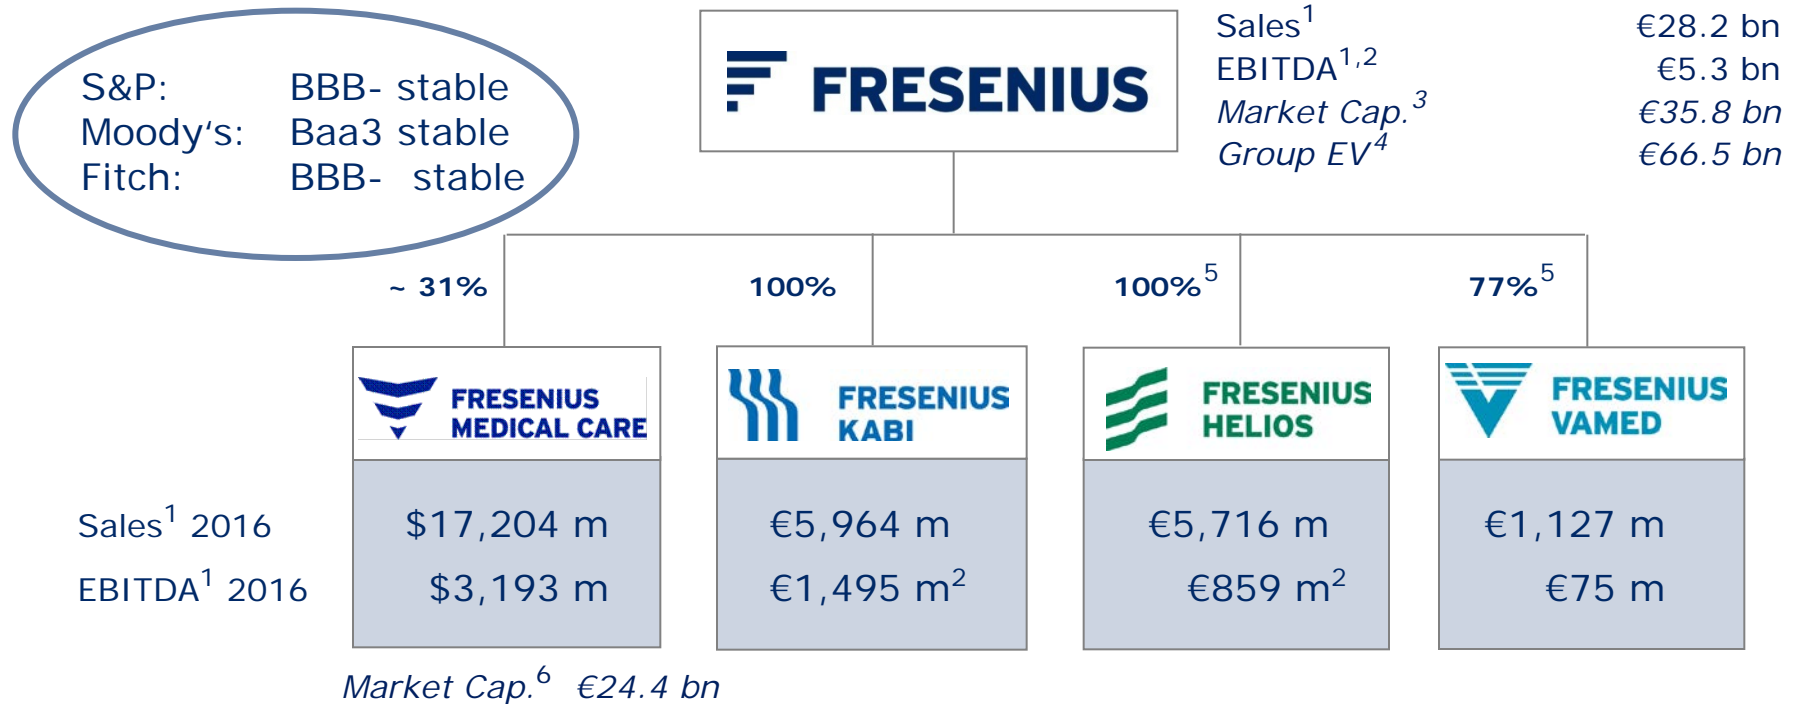 S&P: BBB- stable
Moody‘s: Baa3 stable
Fitch: BBB- stable
FRESENIUS
Sales1 €28.2 bn
EBITDA1,2 €5.3 bn
Market Cap.3 €35.8 bn
Group EV4 €66.5 bn
~ 31% 100% 100%5 77%5
FRESENIUS
MEDICAL CARE
FRESENIUS
KABI
FRESENIUS
HELIOS
FRESENIUS
VAMED
Sales1 2016 $17,204 m €5,964 m €5,716 m €1,127 m
EBITDA1 2016 $3,193 m €1,495 m2 €859 m2 €75 m
Market Cap.6 €24.4 bn